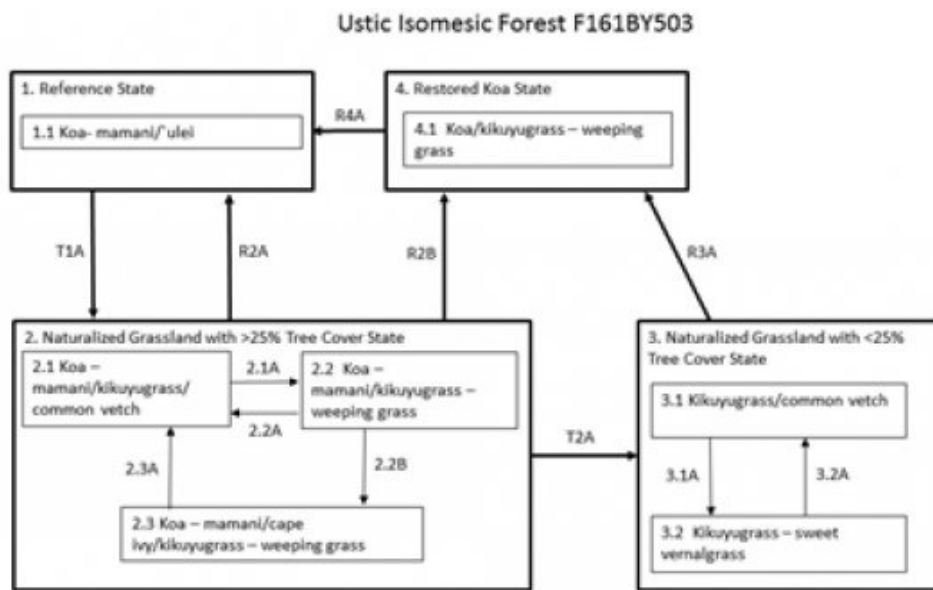 Ustic Isomesic Forest F161BY503
1. Reference State
1.1 Koa- mamani/`ulei
R4A
4. Restored Koa State
4.1 Koa/kikuyugrass – weeping
grass
T1A
R2A
R2B
R3A
2. Naturalized Grassland with >25% Tree Cover State
2.1 Koa –
mamani/kikuyugrass/
common vetch
2.1A
2.2 Koa –
mamani/kikuyugrass –
weeping grass
2.2A
2.3A
2.2B
2.3 Koa – mamani/cape
ivy/kikuyugrass – weeping grass
T2A
3. Naturalized Grassland with <25%
Tree Cover State
3.1 Kikuyugrass/common vetch
3.1A
3.2A
3.2 Kikuyugrass – sweet
vernalgrass